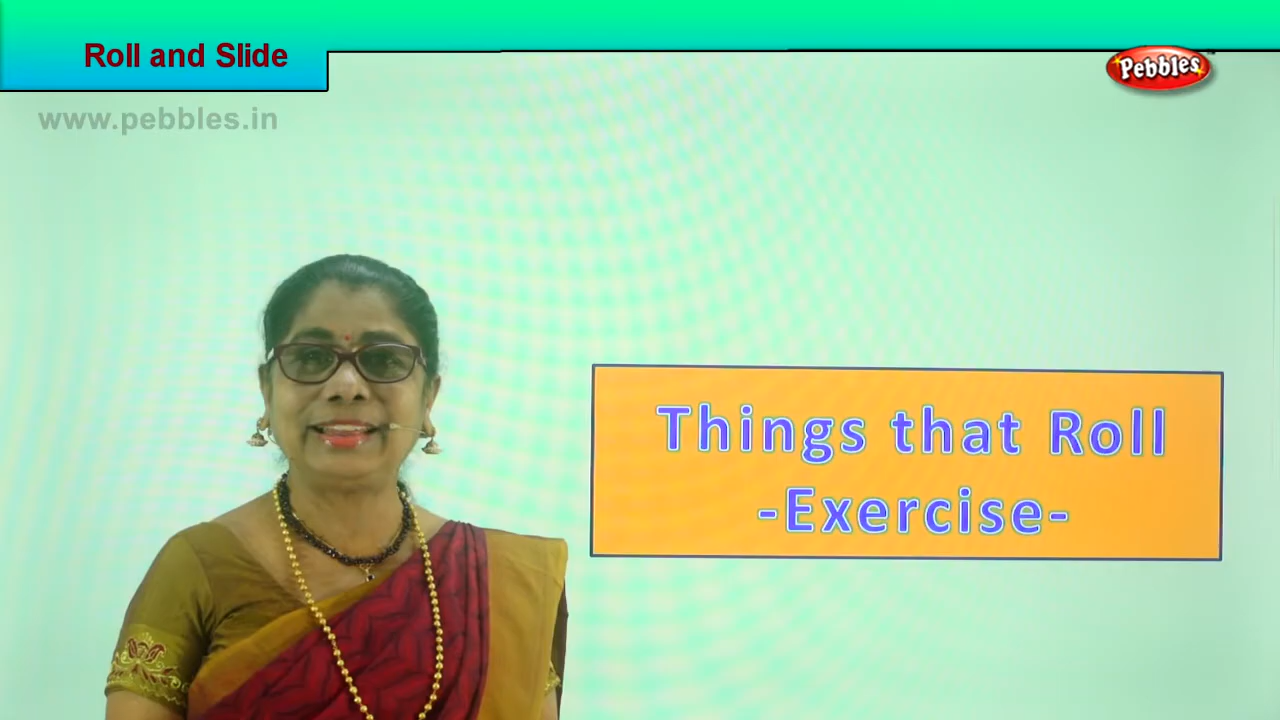 Roll and Slide
Pebbles
www.pebbles.in
Things that Roll
-Exercise-